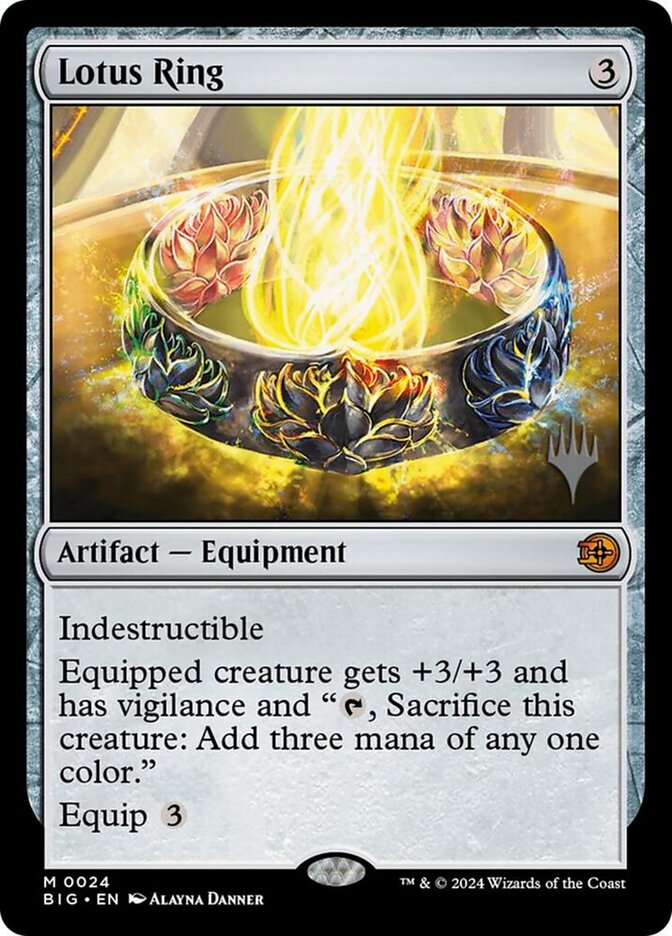 Lotus Ring 3
Artifact — Equipment
Indestructible
Equipped creature gets +3/+3 and
has vigilance and “, Sacrifice this
creature: Add three mana of any one
color.”
Equip 3
M 0024
BIG • EN Alayna Danner
™ & © 2024 Wizards of the Coast